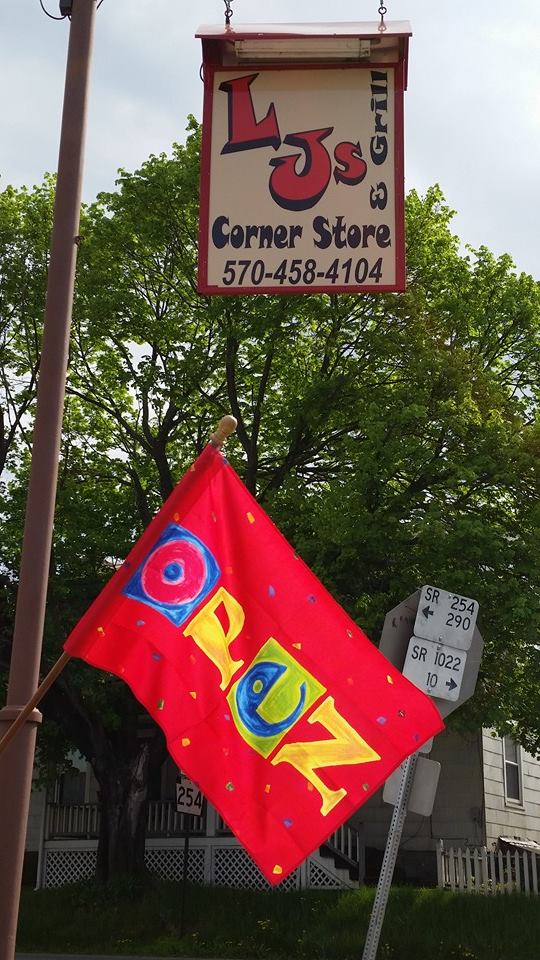 LJs
& Grill
Corner Store
570-458-4104
OPeN
SR 254
290
SR 1022
10
254